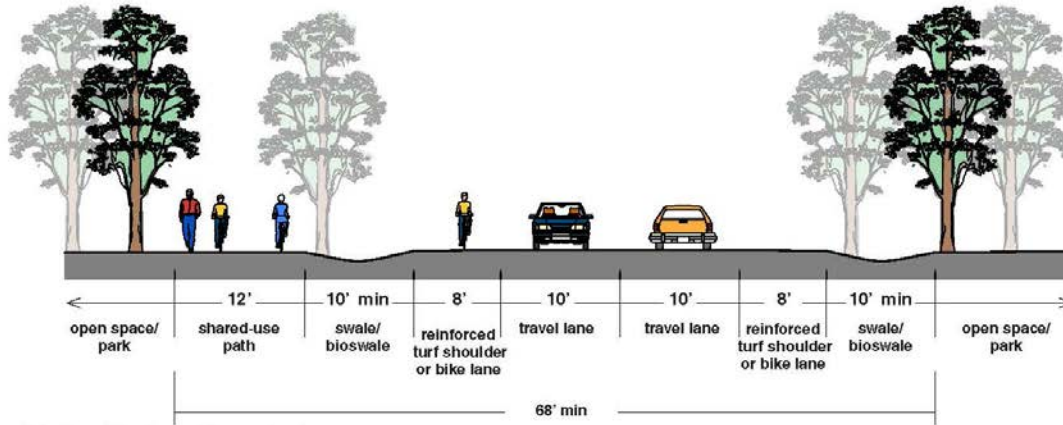 12' 10' min 8' 10' 10' 8' 10' min
open space/ park
shared-use path
swale/ bioswale
reinforced turf shoulder or bike lane
travel lane
travel lane
reinforced turf shoulder or bike lane
swale/ bioswale
open space/ park
68' min